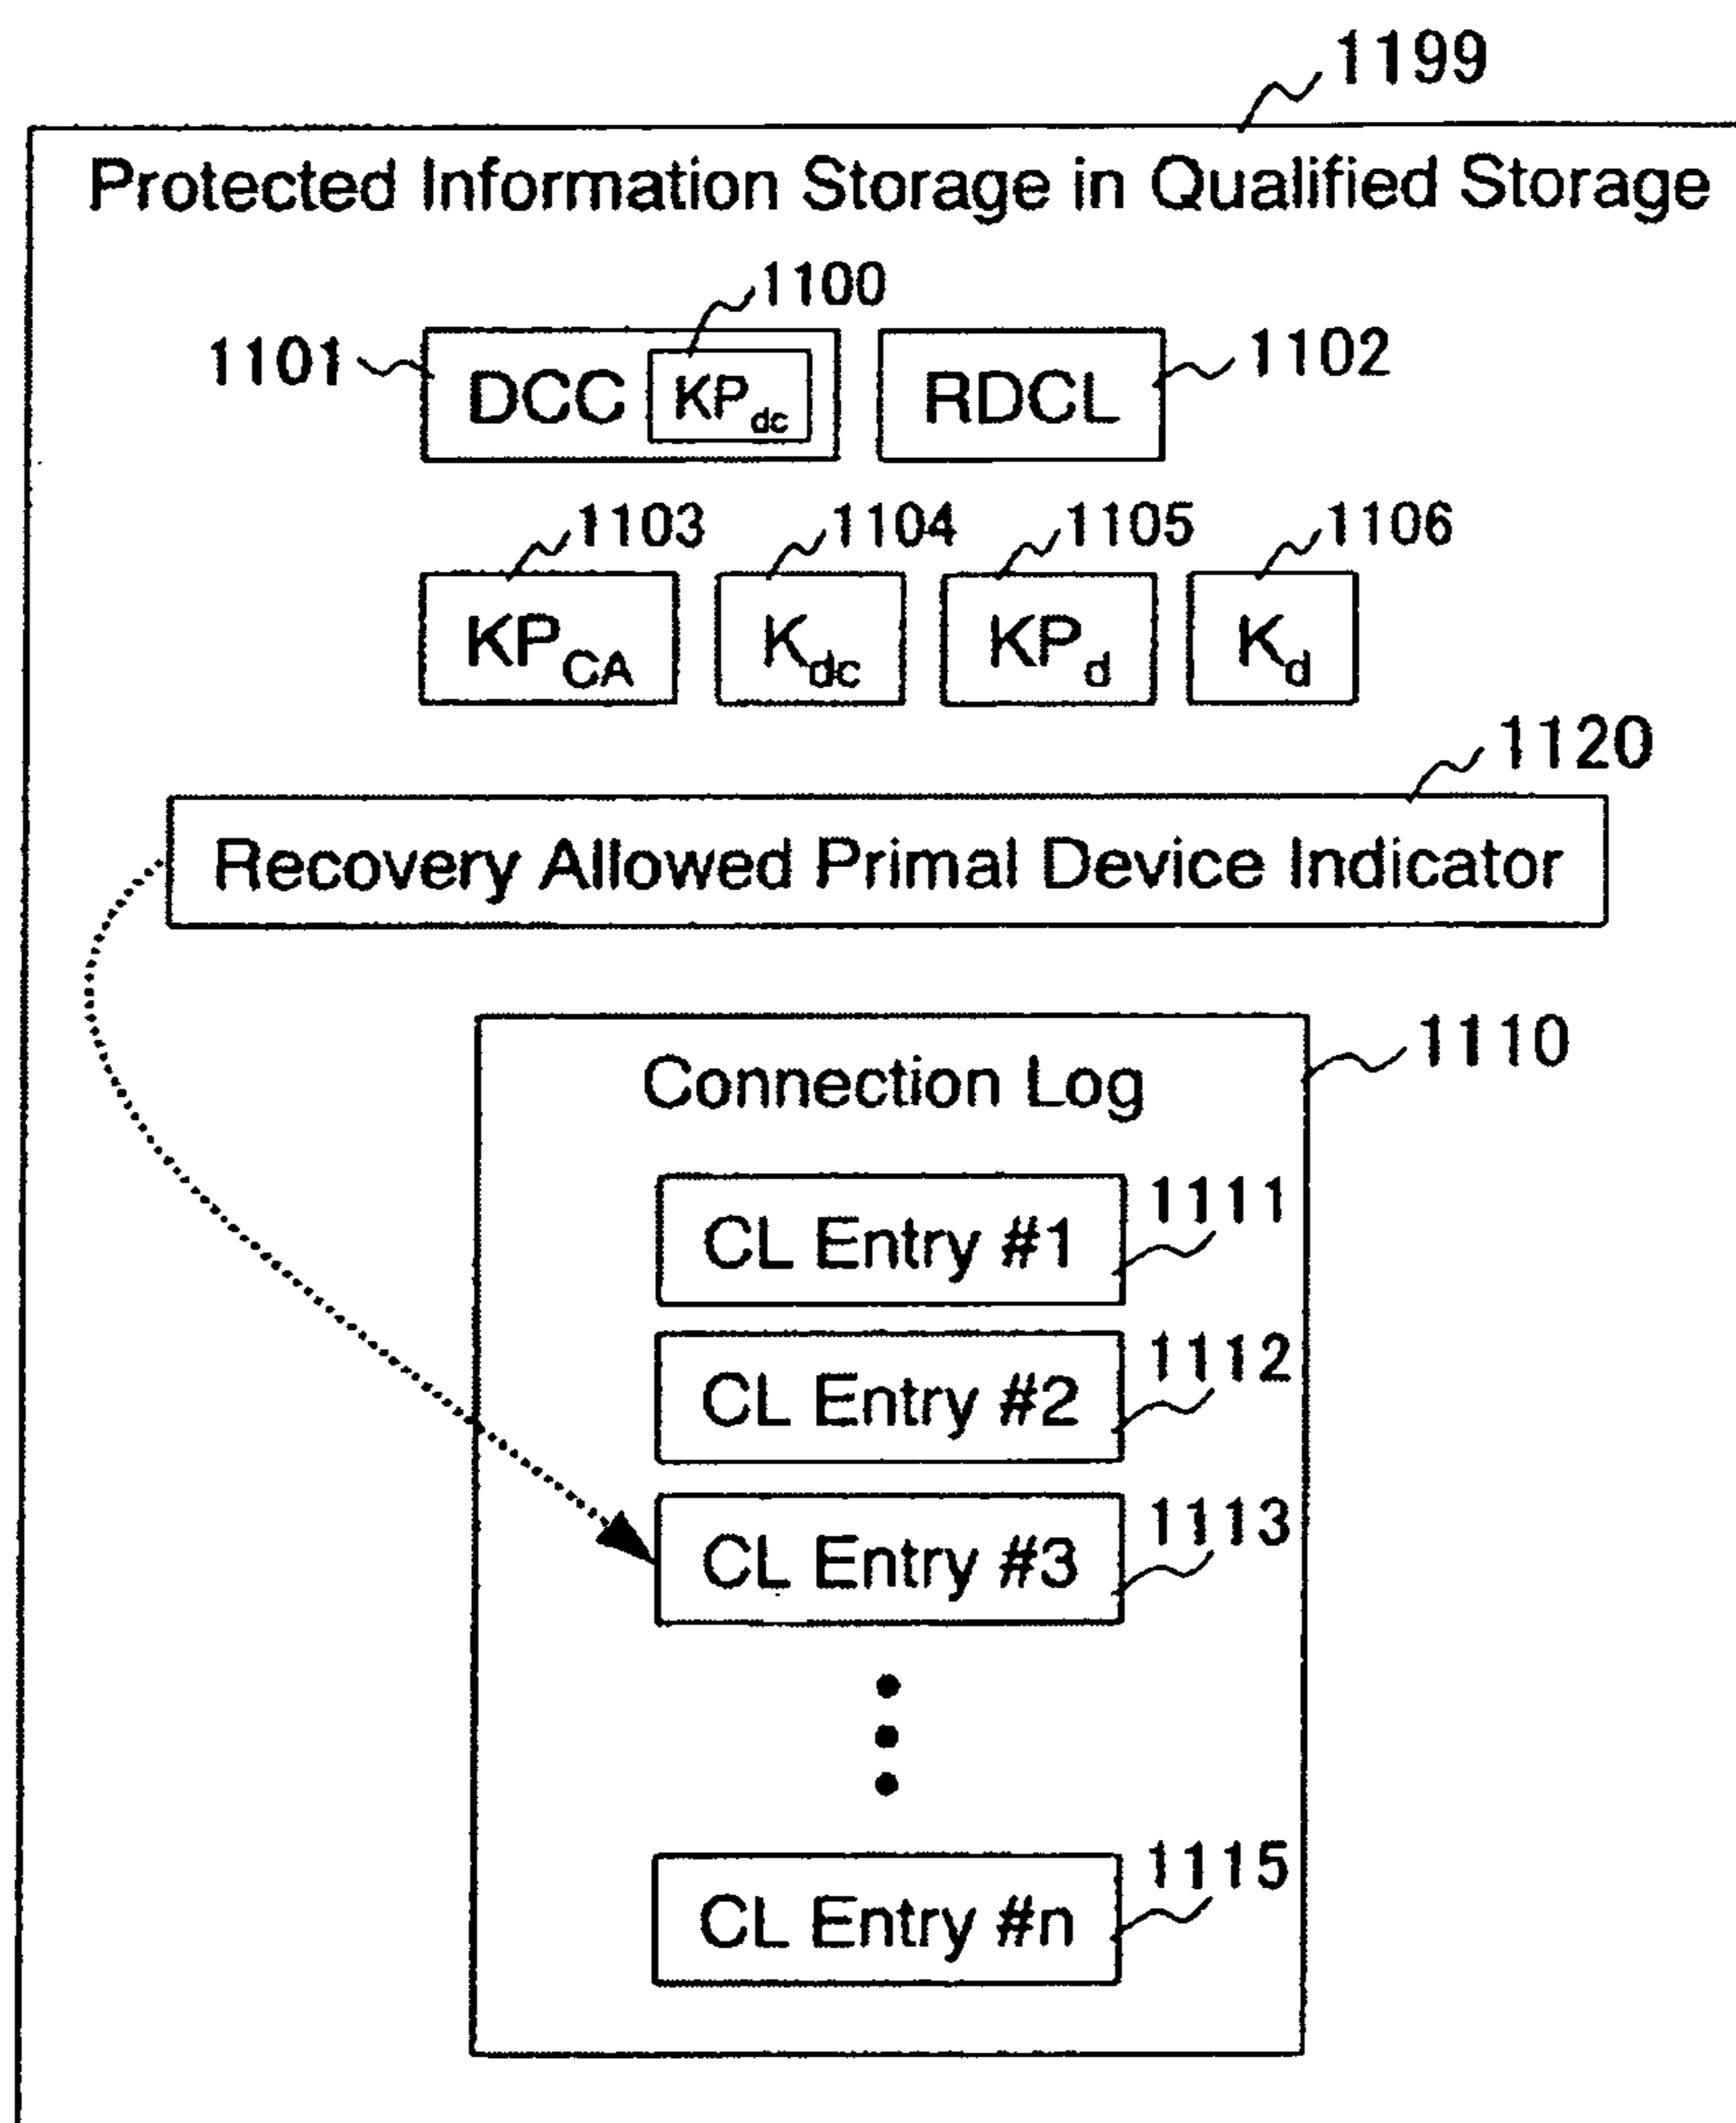 1199
Protected Information Storage in Qualified Storage
1100
1101 DCC KPdc RDCL 1102
1103 1104 1105 1106
KPCA Kdc KPd Kd
1120
Recovery Allowed Primal Device Indicator
1110
Connection Log
CL Entry #1 1111
CL Entry #2 1112
CL Entry #3 1113
CL Entry #n 1115